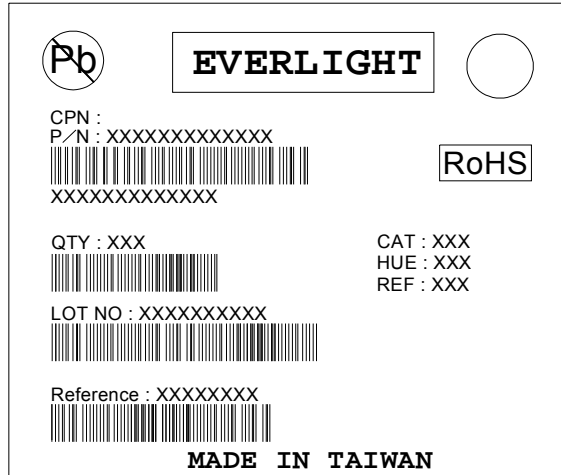 Pb
EVERLIGHT
CPN :
P/N : XXXXXXXXXXXXX
XXXXXXXXXXXXX
RoHS
QTY : XXX
CAT : XXX
HUE : XXX
REF : XXX
LOT NO : XXXXXXXXXX
Reference : XXXXXXXX
MADE IN TAIWAN